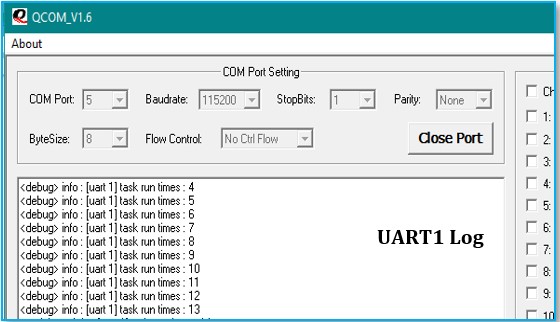 QCOM_V1.6
About
COM Port Setting
COM Port: 5 Baudrate: 115200 StopBits: 1 Parity: None
ByteSize: 8 Flow Control: No Ctrl Flow Close Port
<debug> info : [uart 1] task run times : 4
<debug> info : [uart 1] task run times : 5
<debug> info : [uart 1] task run times : 6
<debug> info : [uart 1] task run times : 7
<debug> info : [uart 1] task run times : 8
<debug> info : [uart 1] task run times : 9
<debug> info : [uart 1] task run times : 10
<debug> info : [uart 1] task run times : 11
<debug> info : [uart 1] task run times : 12
<debug> info : [uart 1] task run times : 13
UART1 Log
Ch
1:
2:
3:
4:
5:
6:
7:
8:
9:
10